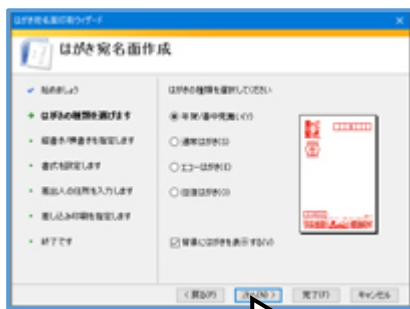 はがき宛名面印刷ウィザード
はがき宛名面作成
始めましょう
はがきの種類を選びます
縦書き/横書きを指定します
書式を設定します
差出人の住所を入力します
差し込み印刷を指定します
終了です
はがきの種類を選択してください
年賀/暑中見舞い(Y)
通常はがき(S)
エコーはがき(E)
往復はがき(O)
背景にはがきを表示する(V)
< 戻る(P)
次へ(N) >
完了(F)
キャンセル